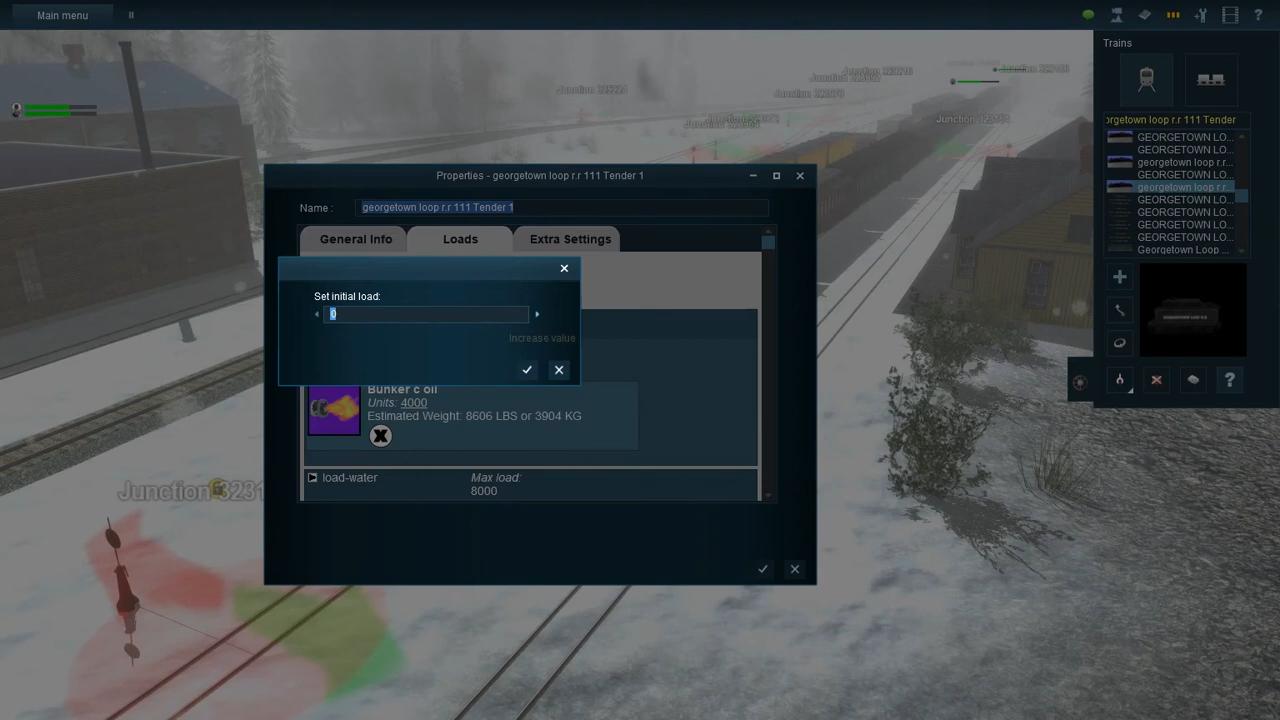 Main menu
Trains
orgetown loop r.r 111 Tender
GEORGETOWN LO...
GEORGETOWN LO...
georgetown loop r.r...
GEORGETOWN LO...
georgetown loop r.r...
GEORGETOWN LO...
GEORGETOWN LO...
GEORGETOWN LO...
GEORGETOWN LO...
Georgetown Loop ...
Properties - georgetown loop r.r 111 Tender 1
Name :
georgetown loop r.r 111 Tender 1
General Info
Loads
Extra Settings
Set initial load:
0
Increase value
Bunker c oil
Units: 4000
Estimated Weight: 8606 LBS or 3904 KG
load-water
Max load:
8000
?
?